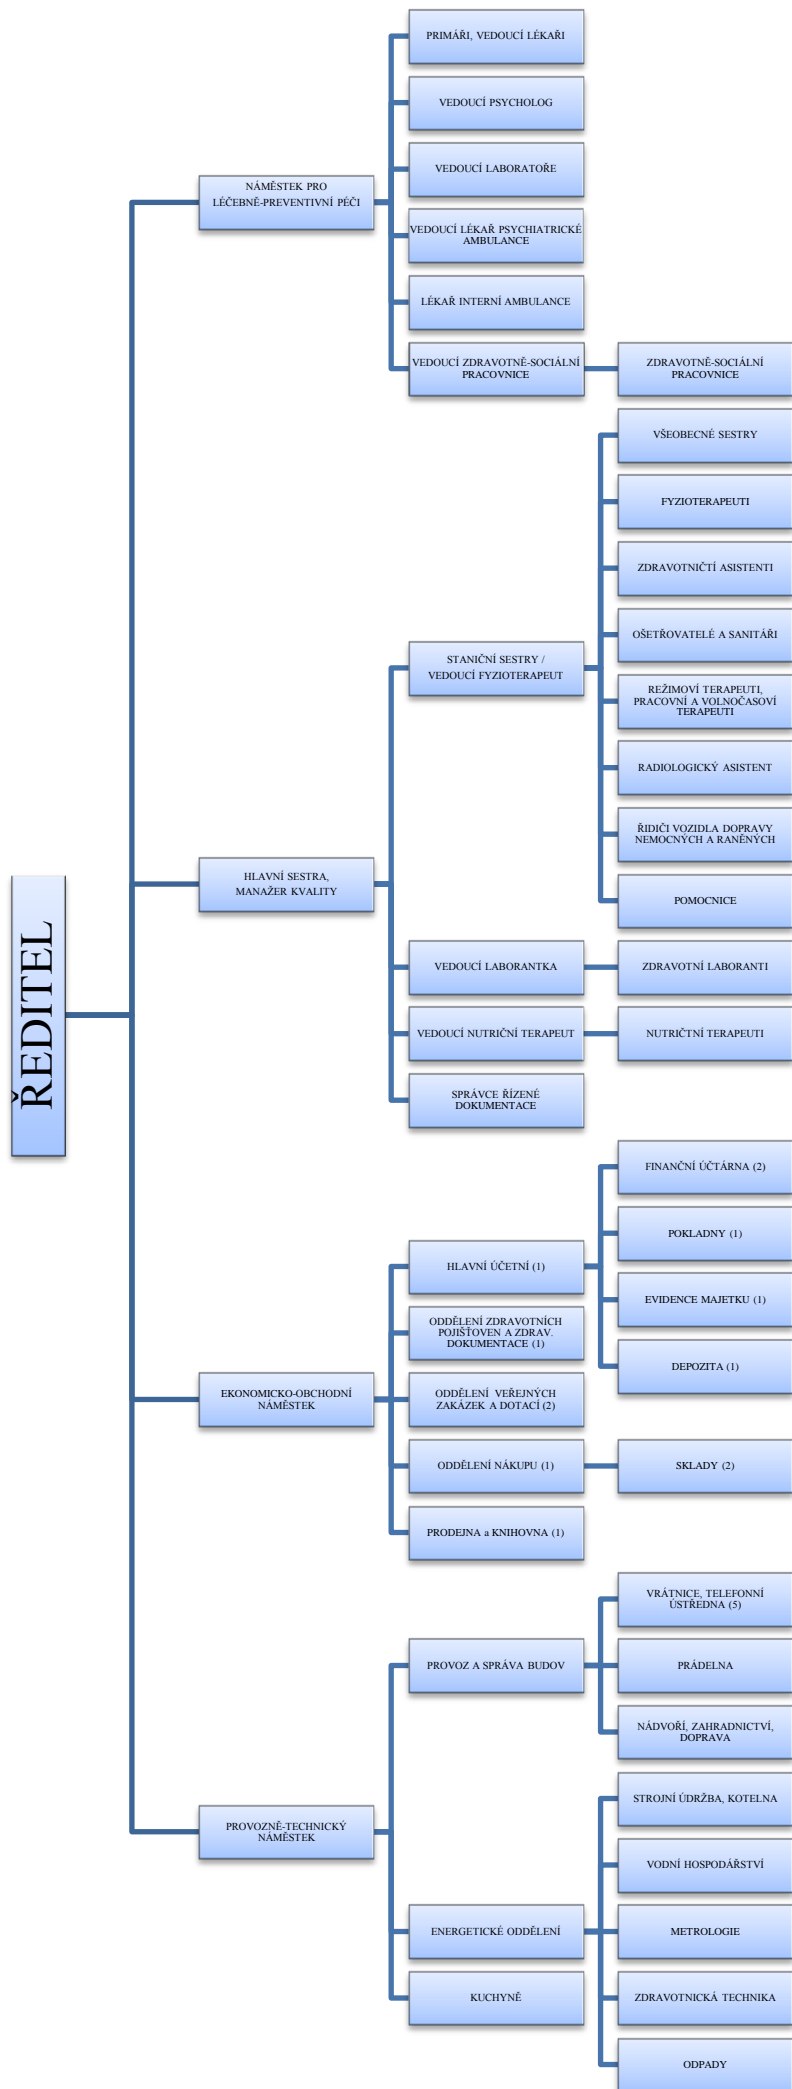 PRIMÁŘI, VEDOUCÍ LÉKAŘI
VEDOUCÍ PSYCHOLOG
VEDOUCÍ LABORATOŘE
NÁMĚSTEK PRO
LÉČEBNĚ-PREVENTIVNÍ PÉČI
VEDOUCÍ LÉKAŘ PSYCHIATRICKÉ
AMBULANCE
LÉKAŘ INTERNÍ AMBULANCE
VEDOUCÍ ZDRAVOTNĚ-SOCIÁLNÍ
PRACOVNICE
ZDRAVOTNĚ-SOCIÁLNÍ
PRACOVNICE
VŠEOBECNÉ SESTRY
FYZIOTERAPEUTI
ZDRAVOTNIČTÍ ASISTENTI
OŠETŘOVATELÉ A SANITÁŘI
STANIČNÍ SESTRY /
VEDOUCÍ FYZIOTERAPEUT
REŽIMOVÍ TERAPEUTI,
PRACOVNÍ A VOLNOČASOVÍ
TERAPEUTI
RADIOLOGICKÝ ASISTENT
ŘIDIČI VOZIDLA DOPRAVY
NEMOCNÝCH A RANĚNÝCH
POMOCNICE
HLAVNÍ SESTRA,
MANAŽER KVALITY
VEDOUCÍ LABORANTKA
ZDRAVOTNÍ LABORANTI
ŘEDITEL
VEDOUCÍ NUTRIČNÍ TERAPEUT
NUTRIČTNÍ TERAPEUTI
SPRÁVCE ŘÍZENÉ
DOKUMENTACE
FINANČNÍ ÚČTÁRNA (2)
POKLADNY (1)
HLAVNÍ ÚČETNÍ (1)
EVIDENCE MAJETKU (1)
DEPOZITA (1)
ODDĚLENÍ ZDRAVOTNÍCH
POJIŠŤOVEN A ZDRAV.
DOKUMENTACE (1)
EKONOMICKO-OBCHODNÍ
NÁMĚSTEK
ODDĚLENÍ VEŘEJNÝCH
ZAKÁZEK A DOTACÍ (2)
ODDĚLENÍ NÁKUPU (1)
SKLADY (2)
PRODEJNA a KNIHOVNA (1)
VRÁTNICE, TELEFONNÍ
ÚSTŘEDNA (5)
PROVOZ A SPRÁVA BUDOV
PRÁDELNA
NÁDVOŘÍ, ZAHRADNICTVÍ,
DOPRAVA
STROJNÍ ÚDRŽBA, KOTELNA
PROVOZNĚ-TECHNICKÝ
NÁMĚSTEK
VODNÍ HOSPODÁŘSTVÍ
ENERGETICKÉ ODDĚLENÍ
METROLOGIE
KUCHYNĚ
ZDRAVOTNICKÁ TECHNIKA
ODPADY